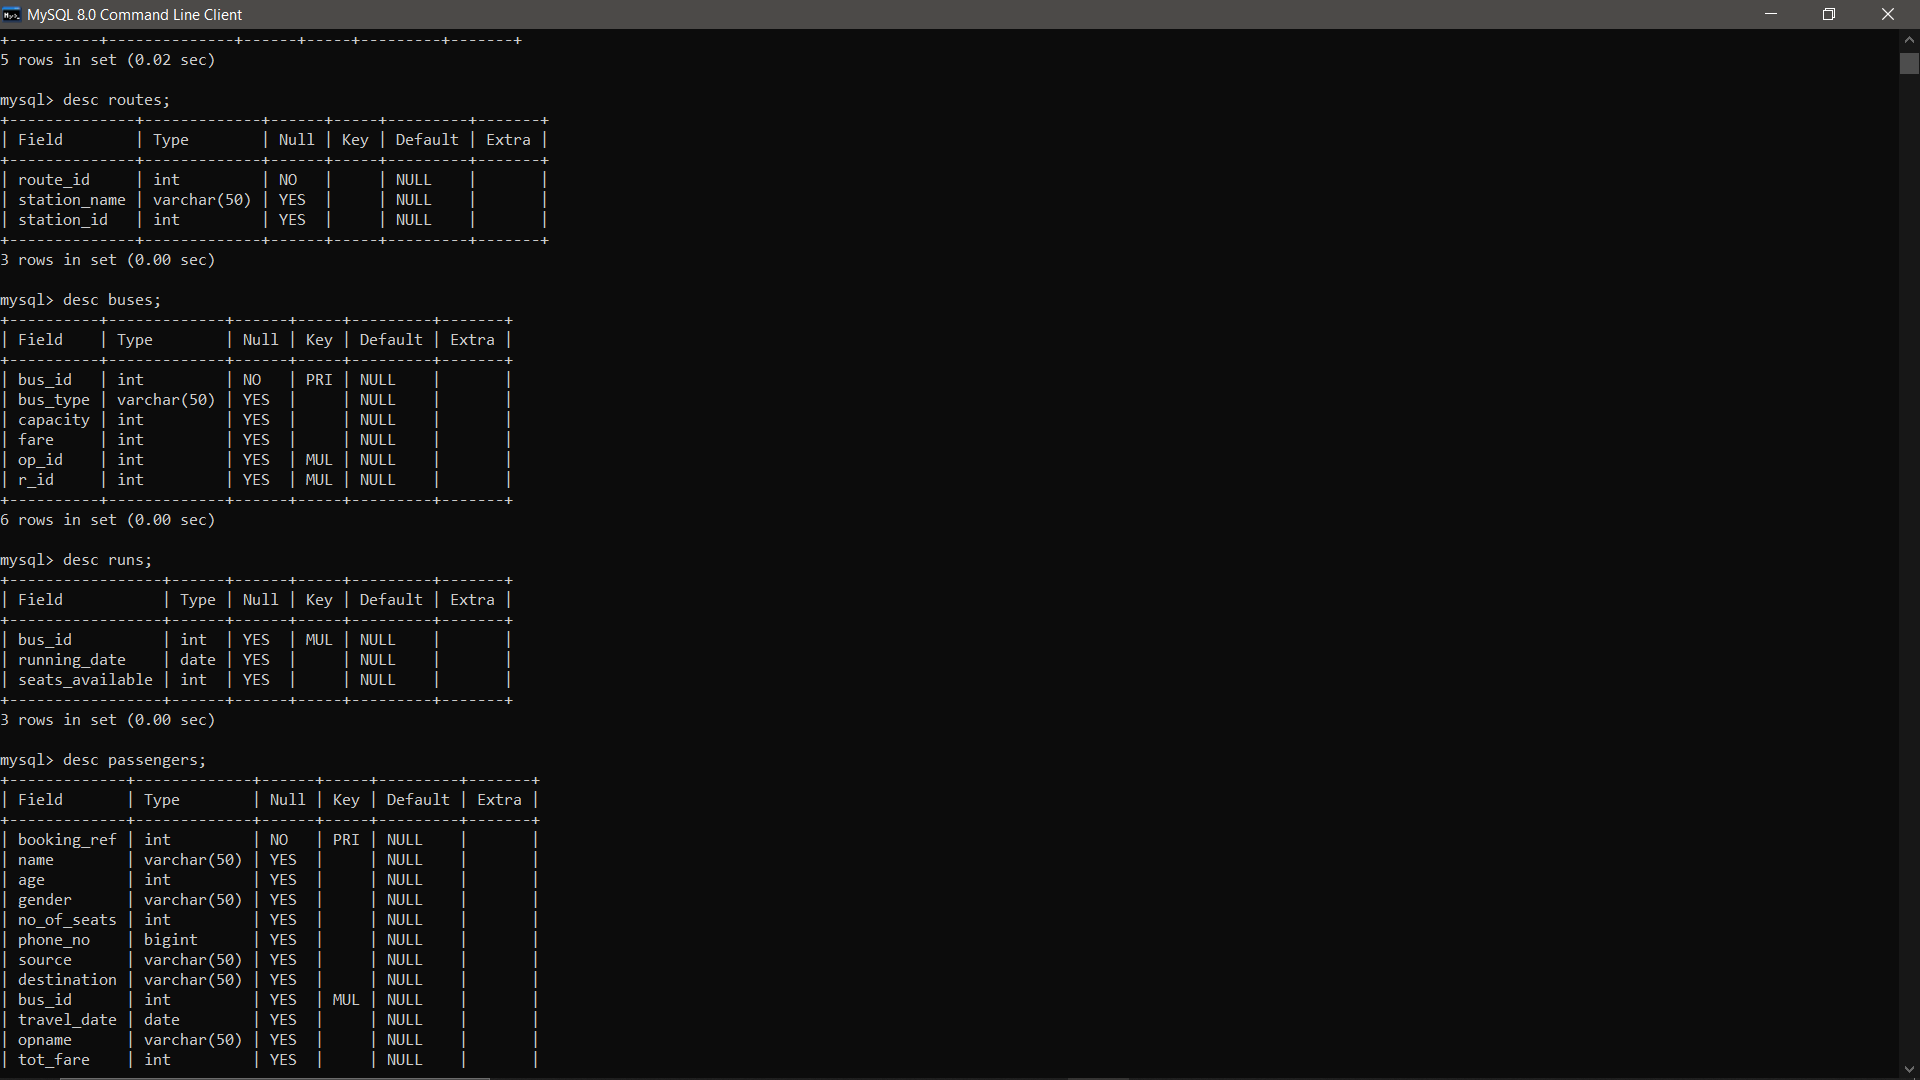 MySQL 8.0 Command Line Client
+----------+--------------+------+-----+---------+-------+
5 rows in set (0.02 sec)
mysql> desc routes;
+--------------+-------------+------+-----+---------+-------+
| Field        | Type        | Null | Key | Default | Extra |
+--------------+-------------+------+-----+---------+-------+
| route_id     | int         | NO   |     | NULL    |       |
| station_name | varchar(50) | YES  |     | NULL    |       |
| station_id   | int         | YES  |     | NULL    |       |
+--------------+-------------+------+-----+---------+-------+
3 rows in set (0.00 sec)
mysql> desc buses;
+----------+-------------+------+-----+---------+-------+
| Field    | Type        | Null | Key | Default | Extra |
+----------+-------------+------+-----+---------+-------+
| bus_id   | int         | NO   | PRI | NULL    |       |
| bus_type | varchar(50) | YES  |     | NULL    |       |
| capacity | int         | YES  |     | NULL    |       |
| fare     | int         | YES  |     | NULL    |       |
| op_id    | int         | YES  | MUL | NULL    |       |
| r_id     | int         | YES  | MUL | NULL    |       |
+----------+-------------+------+-----+---------+-------+
6 rows in set (0.00 sec)
mysql> desc runs;
+-----------------+------+------+-----+---------+-------+
| Field           | Type | Null | Key | Default | Extra |
+-----------------+------+------+-----+---------+-------+
| bus_id          | int  | YES  | MUL | NULL    |       |
| running_date    | date | YES  |     | NULL    |       |
| seats_available | int  | YES  |     | NULL    |       |
+-----------------+------+------+-----+---------+-------+
3 rows in set (0.00 sec)
mysql> desc passengers;
+-------------+-------------+------+-----+---------+-------+
| Field       | Type        | Null | Key | Default | Extra |
+-------------+-------------+------+-----+---------+-------+
| booking_ref | int         | NO   | PRI | NULL    |       |
| name        | varchar(50) | YES  |     | NULL    |       |
| age         | int         | YES  |     | NULL    |       |
| gender      | varchar(50) | YES  |     | NULL    |       |
| no_of_seats | int         | YES  |     | NULL    |       |
| phone_no    | bigint      | YES  |     | NULL    |       |
| source      | varchar(50) | YES  |     | NULL    |       |
| destination | varchar(50) | YES  |     | NULL    |       |
| bus_id      | int         | YES  | MUL | NULL    |       |
| travel_date | date        | YES  |     | NULL    |       |
| opname      | varchar(50) | YES  |     | NULL    |       |
| tot_fare    | int         | YES  |     | NULL    |       |